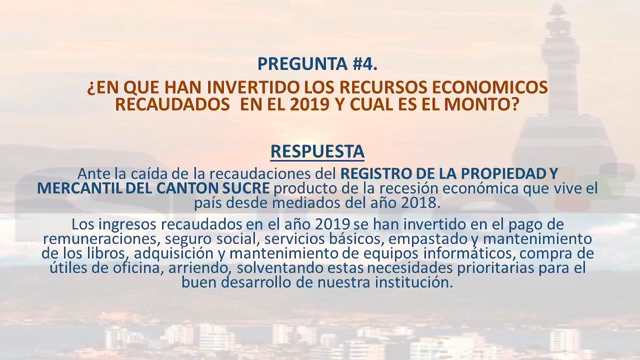 PREGUNTA #4.
¿EN QUE HAN INVERTIDO LOS RECURSOS ECONOMICOS
RECAUDADOS EN EL 2019 Y CUAL ES EL MONTO?
RESPUESTA
Ante la caída de la recaudaciones del REGISTRO DE LA PROPIEDAD Y
MERCANTIL DEL CANTON SUCRE producto de la recesión económica que vive el
país desde mediados del año 2018.
Los ingresos recaudados en el año 2019 se han invertido en el pago de
remuneraciones, seguro social, servicios básicos, empastado y mantenimiento
de los libros, adquisición y mantenimiento de equipos informáticos, compra de
útiles de oficina, arriendo, solventando estas necesidades prioritarias para el
buen desarrollo de nuestra institución.